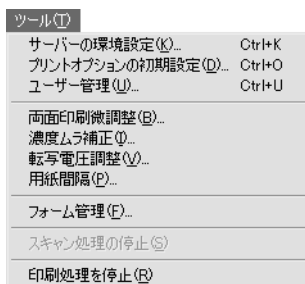 ツール(T)
サーバーの環境設定(K)... Ctrl+K
プリントオプションの初期設定(O)... Ctrl+O
ユーザー管理(U)... Ctrl+U
両面印刷微調整(B)...
濃度ムラ補正(I)...
転写電圧調整(V)...
用紙間隔(P)...
フォーム管理(F)...
スキャン処理の停止(S)
印刷処理を停止(R)